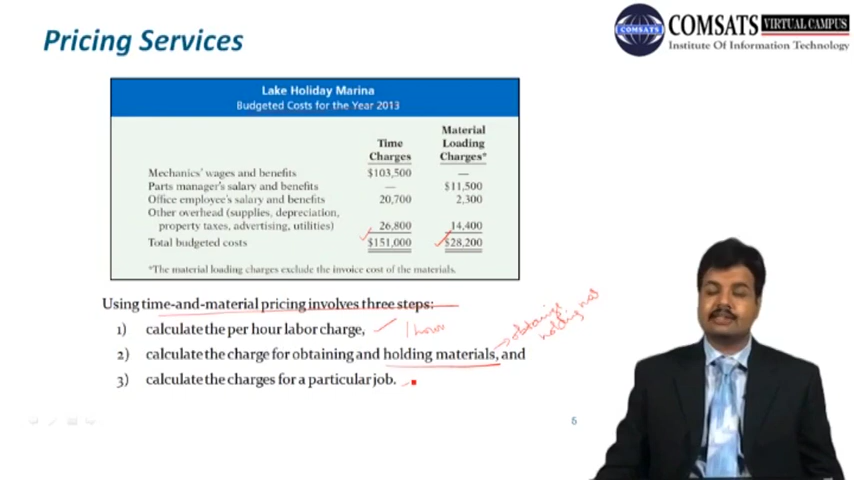 Pricing Services
COMSATS VIRTUAL CAMPUS
COMSATS
Institute Of Information Technology
Lake Holiday Marina
Budgeted Costs for the Year 2013
Time Charges
Material Loading Charges*
Mechanics' wages and benefits $103,500 —
Parts manager's salary and benefits — $11,500
Office employee's salary and benefits 20,700 2,300
Other overhead (supplies, depreciation,
property taxes, advertising, utilities) 26,800 14,400
Total budgeted costs $151,000 $28,200
*The material loading charges exclude the invoice cost of the materials.
Using time-and-material pricing involves three steps:
1) calculate the per hour labor charge, / hour
2) calculate the charge for obtaining and holding materials, and
obtaining
holding
3) calculate the charges for a particular job.
6